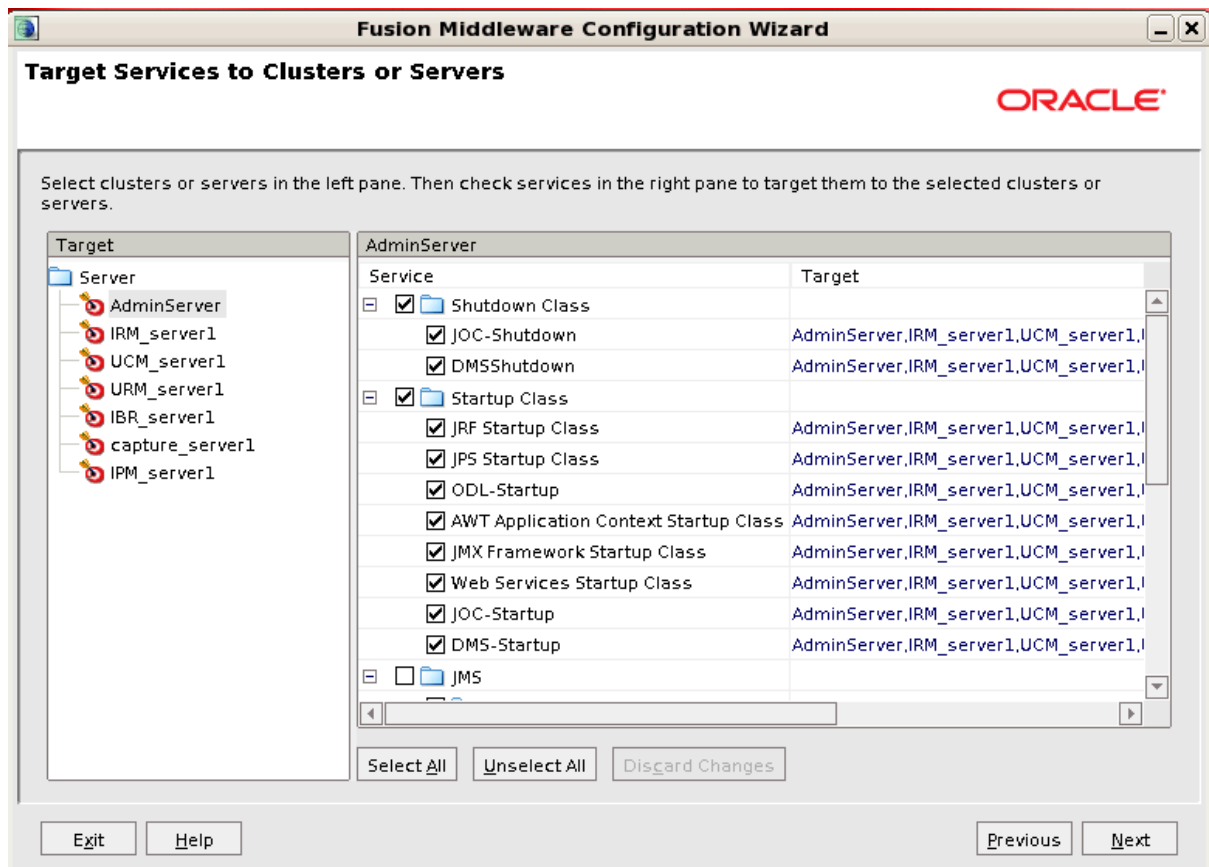 Fusion Middleware Configuration Wizard
Target Services to Clusters or Servers
ORACLE
Select clusters or servers in the left pane. Then check services in the right pane to target them to the selected clusters or
servers.
Target
Server
AdminServer
IRM_server1
UCM_server1
URM_server1
IBR_server1
capture_server1
IPM_server1
AdminServer
Service Target
Shutdown Class
JOC-Shutdown AdminServer,IRM_server1,UCM_server1,
DMSShutdown AdminServer,IRM_server1,UCM_server1,
Startup Class
JRF Startup Class AdminServer,IRM_server1,UCM_server1,
JPS Startup Class AdminServer,IRM_server1,UCM_server1,
ODL-Startup AdminServer,IRM_server1,UCM_server1,
AWT Application Context Startup Class AdminServer,IRM_server1,UCM_server1,
JMX Framework Startup Class AdminServer,IRM_server1,UCM_server1,
Web Services Startup Class AdminServer,IRM_server1,UCM_server1,
JOC-Startup AdminServer,IRM_server1,UCM_server1,
DMS-Startup AdminServer,IRM_server1,UCM_server1,
JMS
Select All Unselect All Discard Changes
Exit Help Previous Next